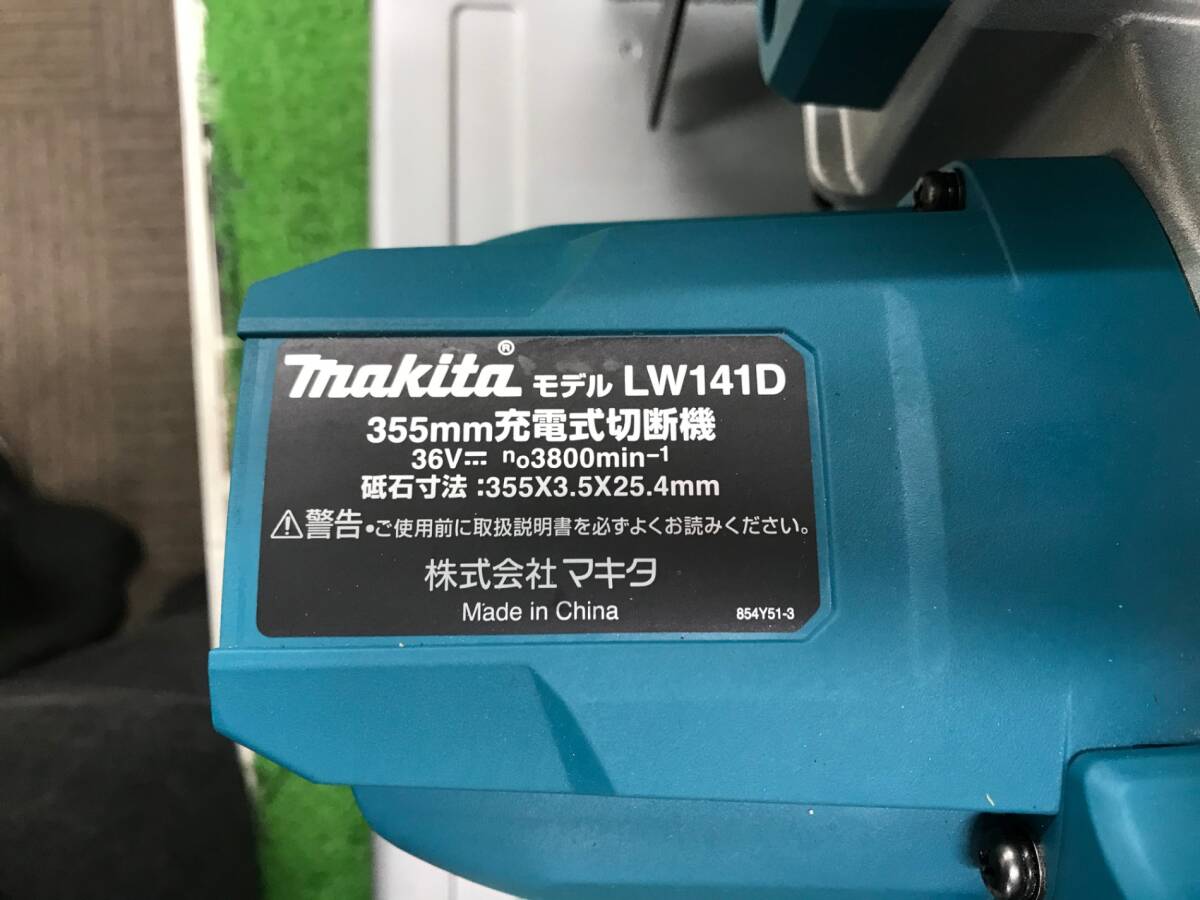 makita® モデル LW141D
355mm充電式切断機
36V⎓ n₀3800min⁻¹
砥石寸法:355X3.5X25.4mm
⚠警告・ご使用前に取扱説明書を必ずよくお読みください。
株式会社マキタ
Made in China 854Y51-3